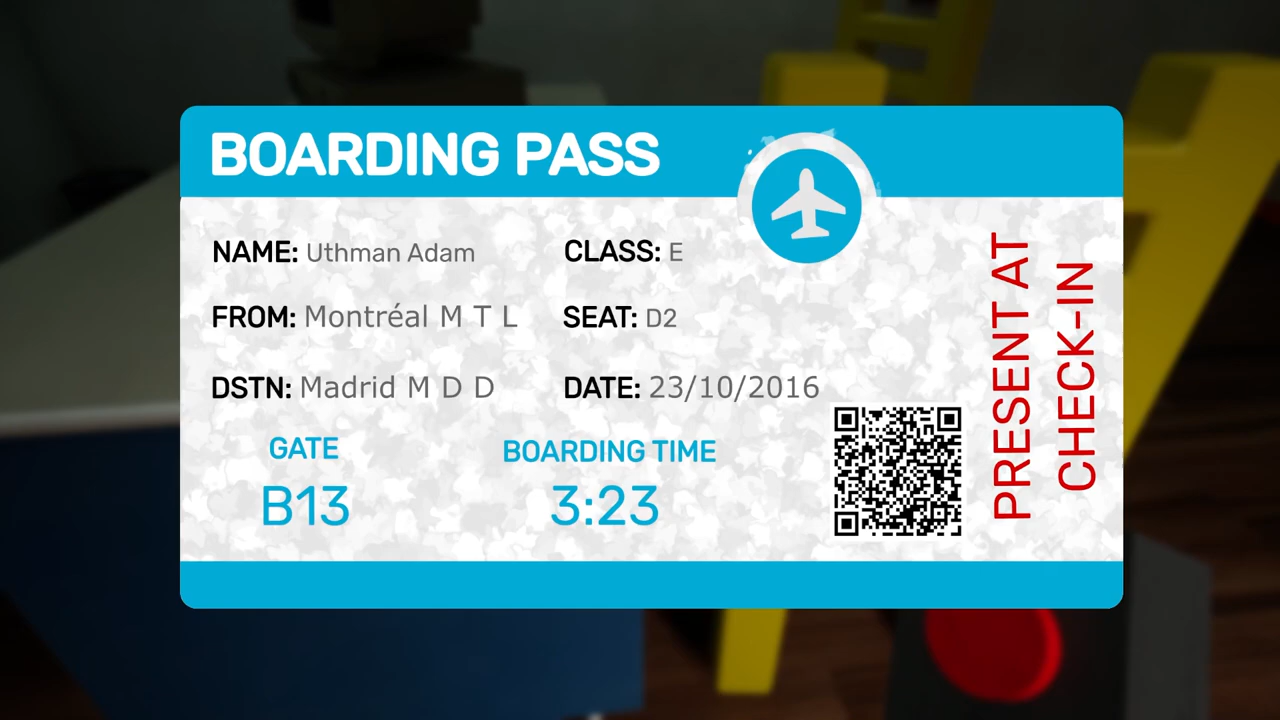 BOARDING PASS
NAME: Uthman Adam
CLASS: E
FROM: Montréal M T L
SEAT: D2
DSTN: Madrid M D D
DATE: 23/10/2016
GATE
BOARDING TIME
B13
3:23
PRESENT AT
CHECK-IN